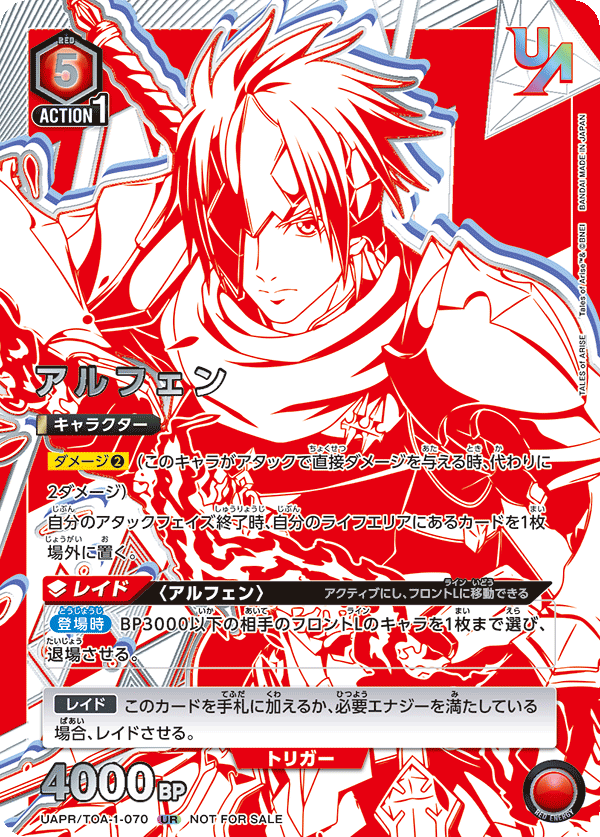 RED
5
ACTION 1
UA
TALES of ARISE Tales of Arise™& ©BNEI BANDAI MADE IN JAPAN
アルフェン
キャラクター
ダメージ❷ (このキャラがアタックで直接ダメージを与える時、代わりに
2ダメージ)
自分のアタックフェイズ終了時、自分のライフエリアにあるカードを1枚
場外に置く。
レイド 〈アルフェン〉 アクティブにし、フロントLに移動できる
登場時 BP3000以下の相手のフロントLのキャラを1枚まで選び、
退場させる。
レイド このカードを手札に加えるか、必要エナジーを満たしている
場合、レイドさせる。
トリガー
4000BP
RED ENERGY
UAPR/TOA-1-070 UR NOT FOR SALE